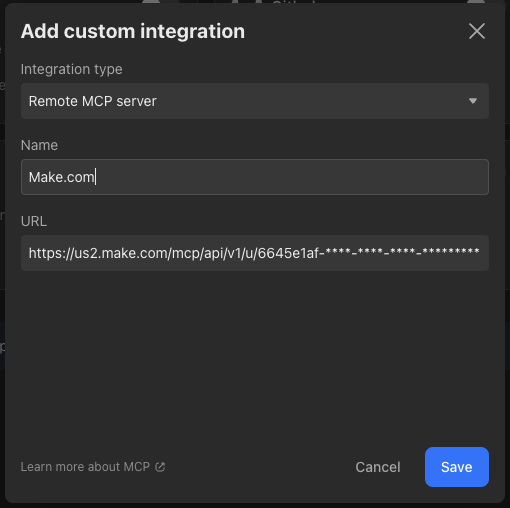 Add custom integration
Integration type
Remote MCP server
Name
Make.com
URL
https://us2.make.com/mcp/api/v1/u/6645e1af-****-****-****-*********
Learn more about MCP
Cancel
Save